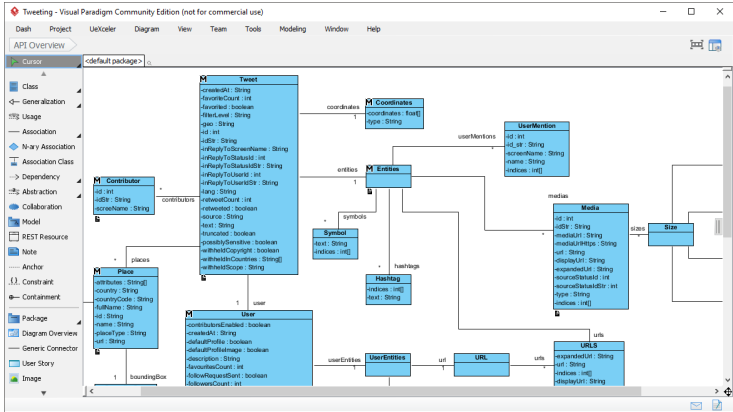 Tweeting - Visual Paradigm Community Edition (not for commercial use)
Dash Project UeXceler Diagram View Team Tools Modeling Window Help
API Overview
Cursor
<default package>
Class
Generalization
Usage
Association
N-ary Association
Association Class
Dependency
Abstraction
Collaboration
Model
REST Resource
Note
Anchor
Constraint
Containment
Package
Diagram Overview
Generic Connector
User Story
Image
M Tweet
-createdAt : String
-favoriteCount : int
-favorited : boolean
-filterLevel : String
-geo : String
-id : int
-idStr : String
-inReplyToScreenName : String
-inReplyToStatusId : int
-inReplyToStatusIdStr : String
-inReplyToUserId : int
-inReplyToUserIdStr : String
-lang : String
-retweetCount : int
-retweeted : boolean
-source : String
-text : String
-truncated : boolean
-possiblySensitive : boolean
-withheldCopyright : boolean
-withheldInCountries : String[]
-withheldScope : String
coordinates
1
M Coordinates
-coordinates : float[]
-type : String
userMentions
*
UserMention
-id : int
-id_str : String
-screenName : String
-name : String
-indices : int[]
entities
1
M Entities
M Contributor
-id : int
-idStr : String
-screeName : String
*
contributors
symbols
*
Symbol
-text : String
-indices : int[]
* hashtags
Hashtag
-indices : int[]
-text : String
medias
*
Media
-id : int
-idStr : String
-mediaUrl : String
-mediaUrlHttps : String
-url : String
-displayUrl : String
-expandedUrl : String
-sourceStatusId : int
-sourceStatusIdStr : int
-type : String
-indices : int[]
sizes
*
Size
* places
M Place
-attributes : String[]
-country : String
-countryCode : String
-fullName : String
-id : String
-name : String
-placeType : String
-url : String
1 boundingBox
1 user
M User
-contributorsEnabled : boolean
-createdAt : String
-defaultProfile : boolean
-defaultProfileImage : boolean
-description : String
-favouritesCount : int
-followRequestSent : boolean
-followersCount : int
userEntities
1
UserEntities
url
1
URL
urls
*
urls
*
URLS
-expandedUrl : String
-url : String
-indices : int[]
-displayUrl : String